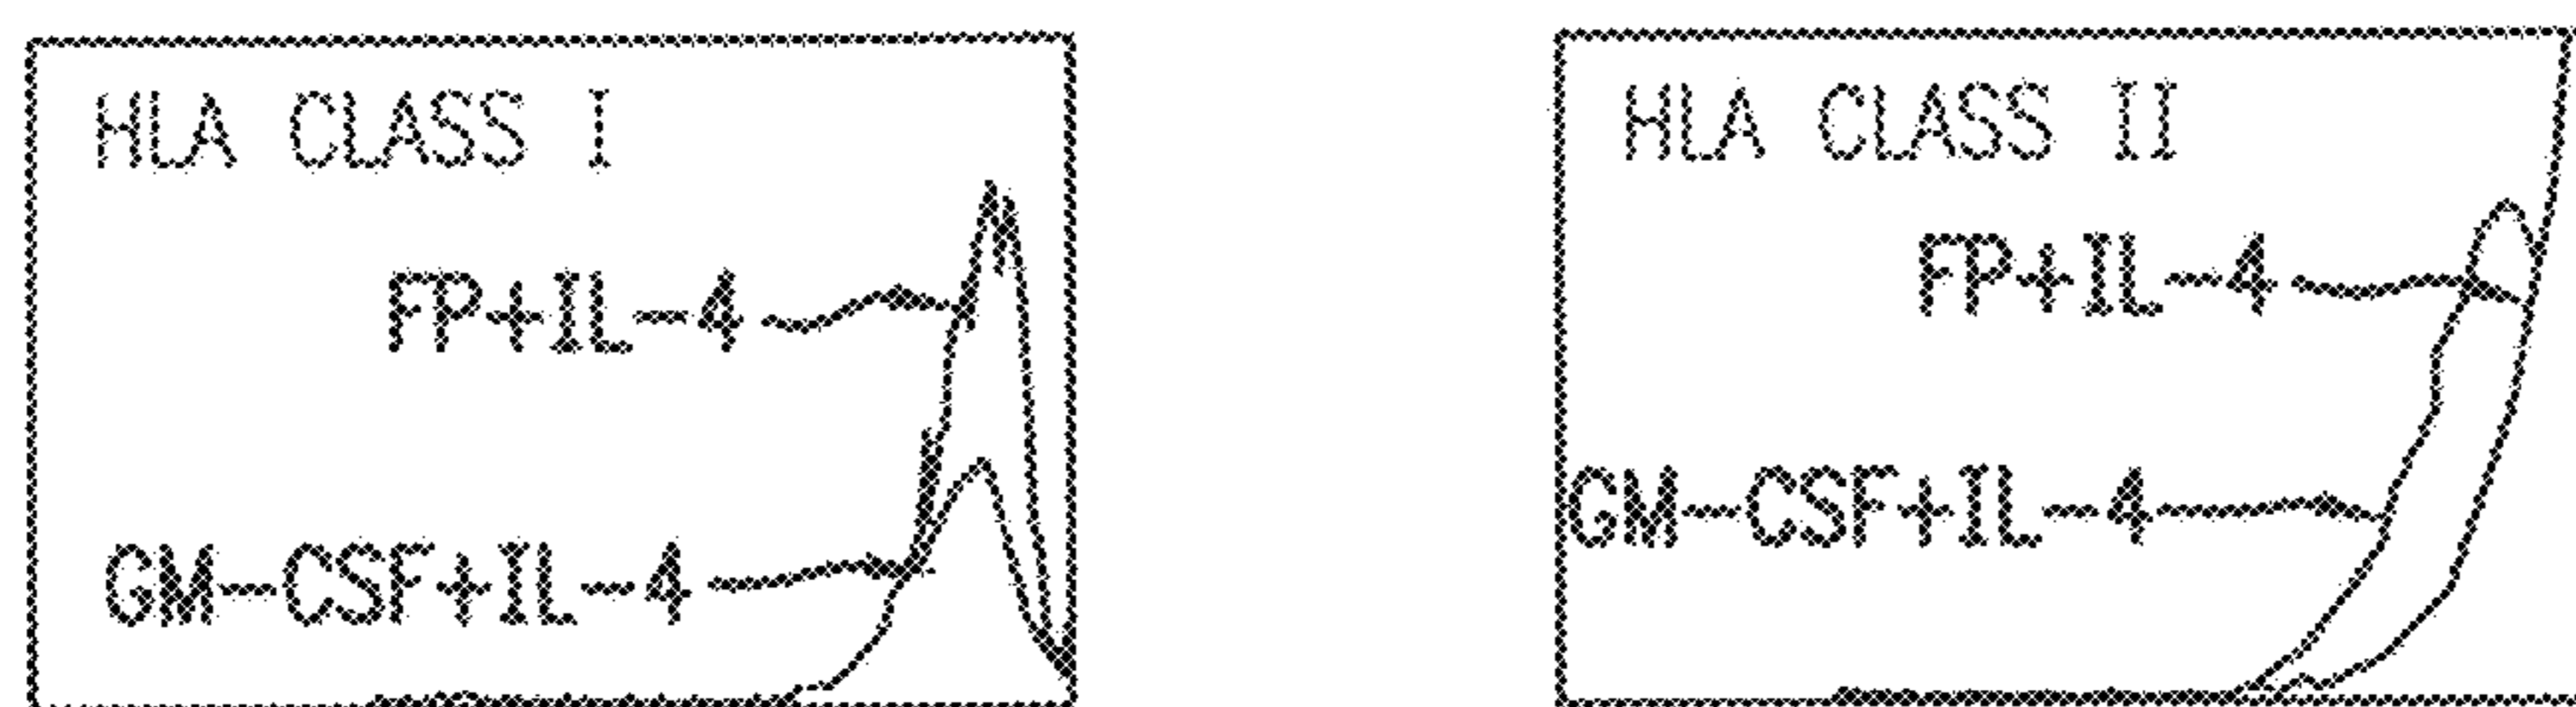 HLA CLASS I
FP+IL-4
GM-CSF+IL-4
HLA CLASS II
FP+IL-4
GM-CSF+IL-4